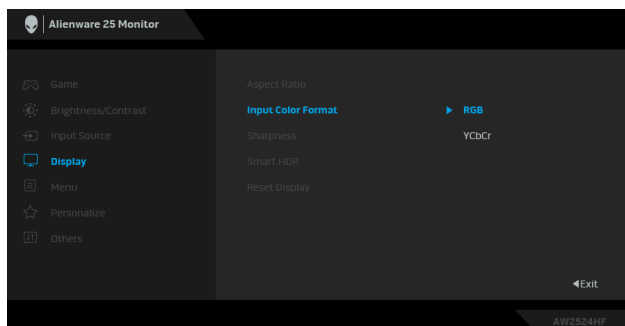 Alienware 25 Monitor
Game
Brightness/Contrast
Input Source
Display
Menu
Personalize
Others
Aspect Ratio
Input Color Format
Sharpness
Smart HDR
Reset Display
RGB
YCbCr
Exit
AW2524HF